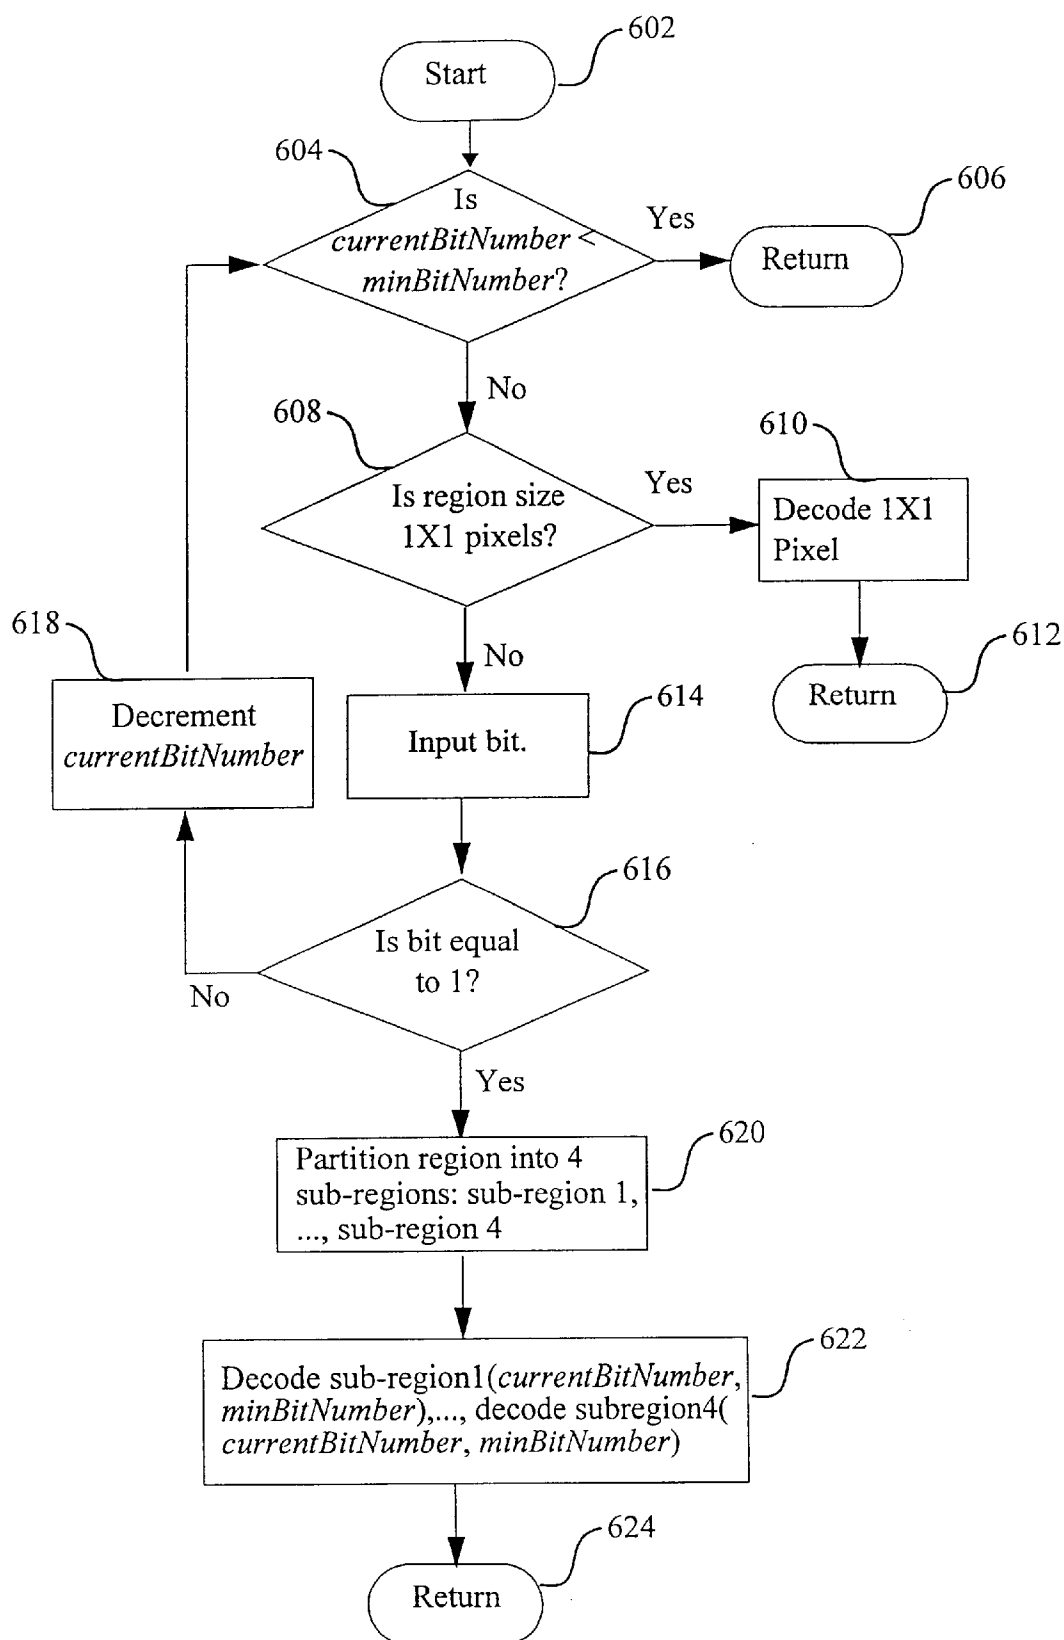 602
Start
604
Is
currentBitNumber <
minBitNumber?
Yes
606
Return
No
608
Is region size
1X1 pixels?
Yes
610
Decode 1X1
Pixel
612
Return
No
618
Decrement
currentBitNumber
614
Input bit.
616
Is bit equal
to 1?
No
Yes
620
Partition region into 4
sub-regions: sub-region 1,
..., sub-region 4
622
Decode sub-region1(currentBitNumber,
minBitNumber),..., decode subregion4(
currentBitNumber, minBitNumber)
624
Return